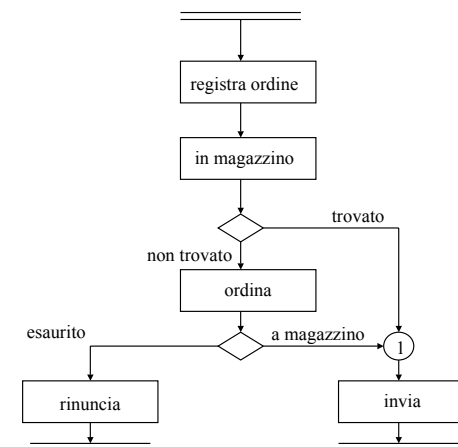 registra ordine
in magazzino
trovato
non trovato
ordina
esaurito
a magazzino
1
rinuncia
invia